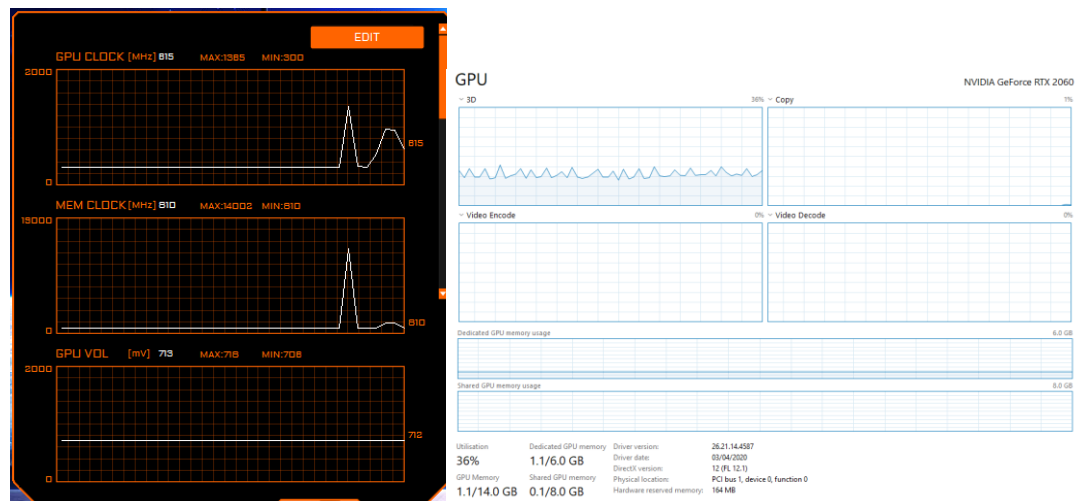 EDIT
GPU CLOCK [MHz] 615 MAX:1365 MIN:300
2000
615
0
MEM CLOCK [MHz] 810 MAX:14002 MIN:810
15000
810
0
GPU VOL [mV] 713 MAX:718 MIN:706
2000
712
0
GPU NVIDIA GeForce RTX 2060
3D 36% Copy 1%
Video Encode 0% Video Decode 0%
Dedicated GPU memory usage 6.0 GB
Shared GPU memory usage 8.0 GB
Utilisation Dedicated GPU memory Driver version: 26.21.14.4587
36% 1.1/6.0 GB Driver date: 03/04/2020
DirectX version: 12 (FL 12.1)
GPU Memory Shared GPU memory Physical location: PCI bus 1, device 0, function 0
1.1/14.0 GB 0.1/8.0 GB Hardware reserved memory: 164 MB